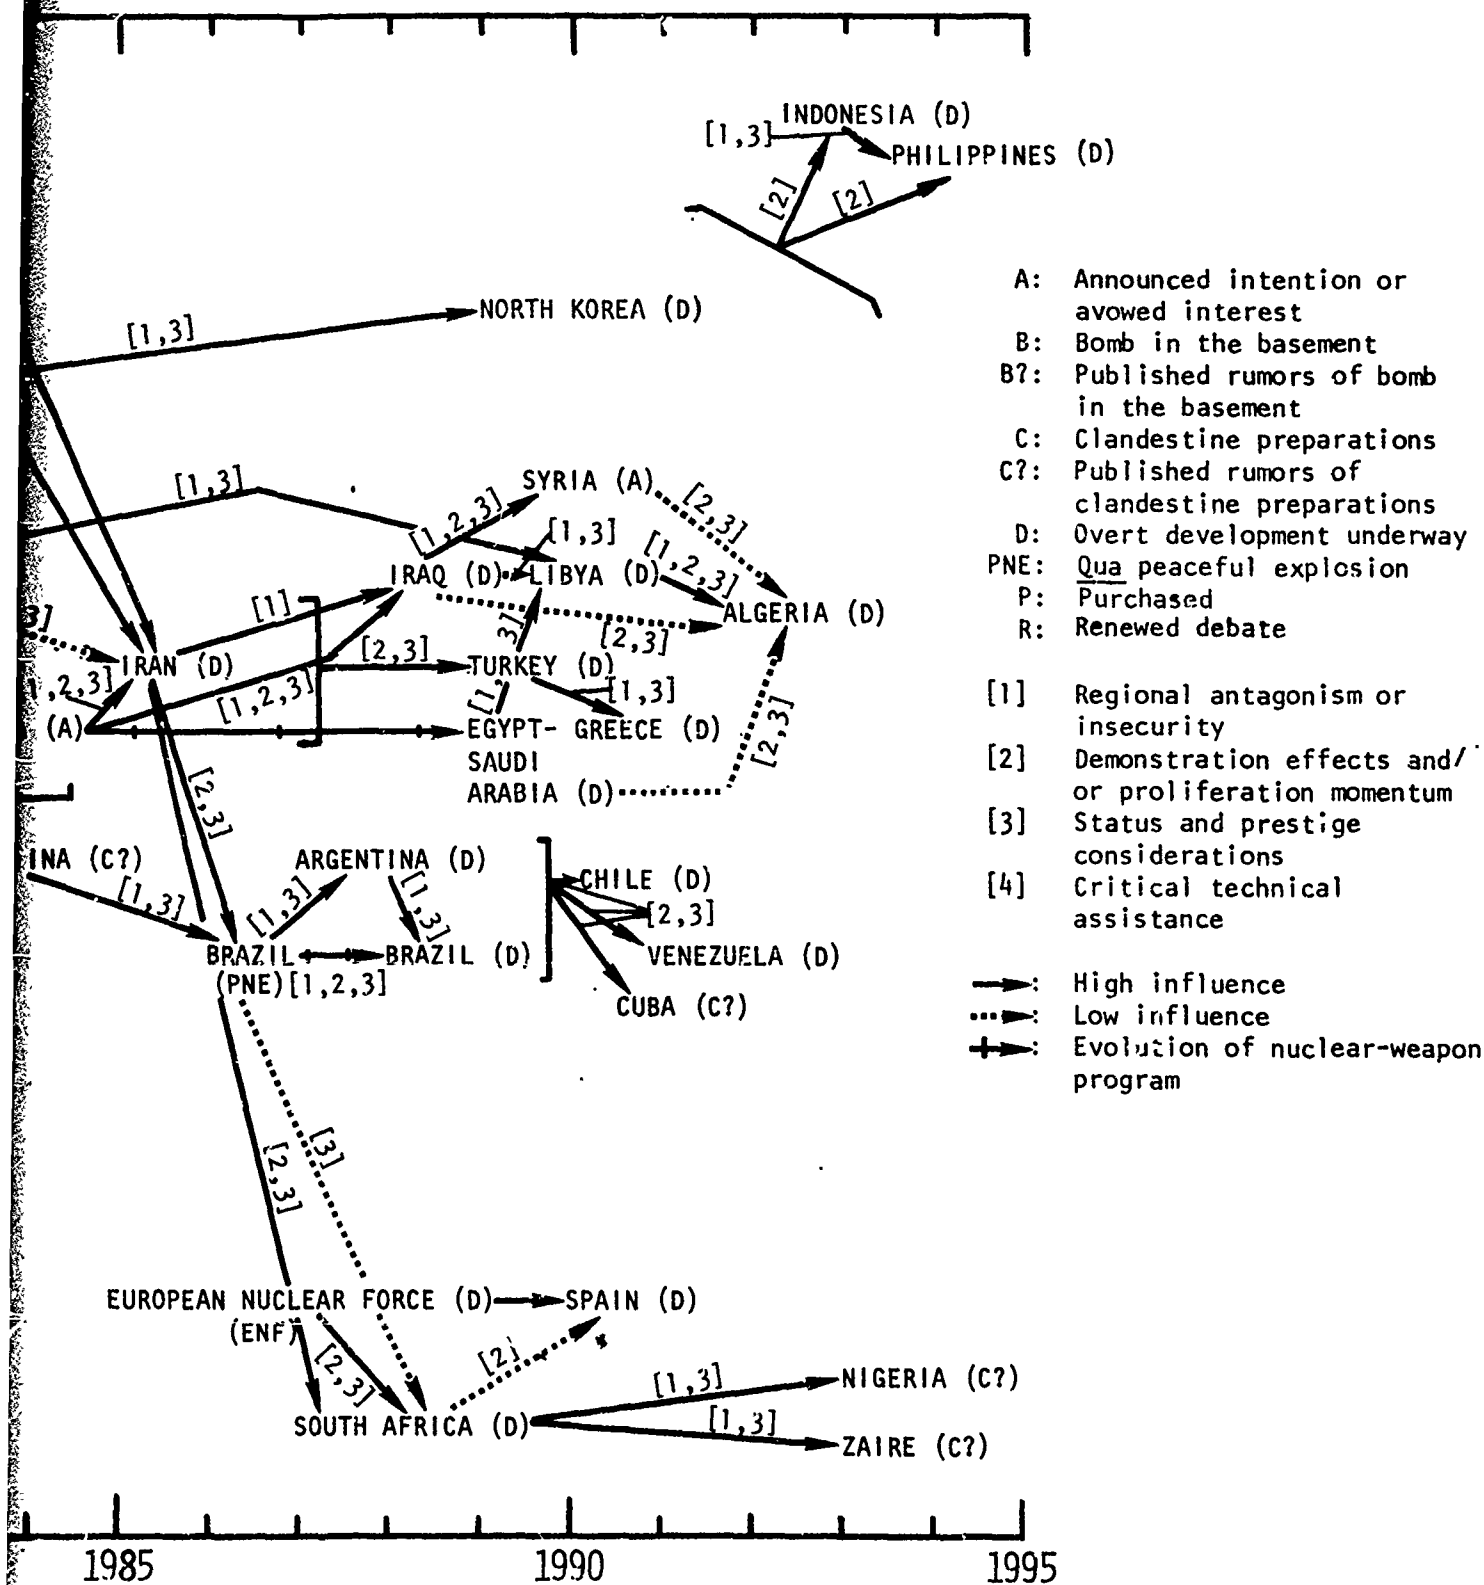 INDONESIA (D)
[1,3]
PHILIPPINES (D)
[2]
[2]
NORTH KOREA (D)
[1,3]
A: Announced intention or
avowed interest
B: Bomb in the basement
B?: Published rumors of bomb
in the basement
C: Clandestine preparations
C?: Published rumors of
clandestine preparations
D: Overt development underway
PNE: Qua peaceful explosion
P: Purchased
R: Renewed debate
[1] Regional antagonism or
insecurity
[2] Demonstration effects and/
or proliferation momentum
[3] Status and prestige
considerations
[4] Critical technical
assistance
: High influence
: Low influence
: Evolution of nuclear-weapon
program
[1,3]
SYRIA (A)
[2,3]
[1,2,3]
[1,3]
[1,2,3]
IRAQ (D)
LIBYA (D)
ALGERIA (D)
[1]
3]
[2,3]
[1,3]
IRAN (D)
[2,3]
TURKEY (D)
1,2,3]
[1,2,3]
[1,3]
(A)
EGYPT- GREECE (D)
SAUDI
ARABIA (D)
[2,3]
[2,3]
INA (C?)
ARGENTINA (D)
CHILE (D)
[1,3]
[1,3]
[1,3]
[2,3]
BRAZIL
BRAZIL (D)
VENEZUELA (D)
(PNE)[1,2,3]
CUBA (C?)
[3]
[2,3]
EUROPEAN NUCLEAR FORCE (D)
SPAIN (D)
(ENF)
[2,3]
[2]
NIGERIA (C?)
[1,3]
SOUTH AFRICA (D)
[1,3]
ZAIRE (C?)
1985 1990 1995